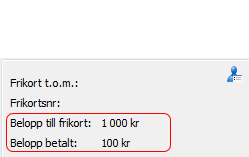 Frikort t.o.m.:
Frikortsnr:
Belopp till frikort: 1 000 kr
Belopp betalt: 100 kr